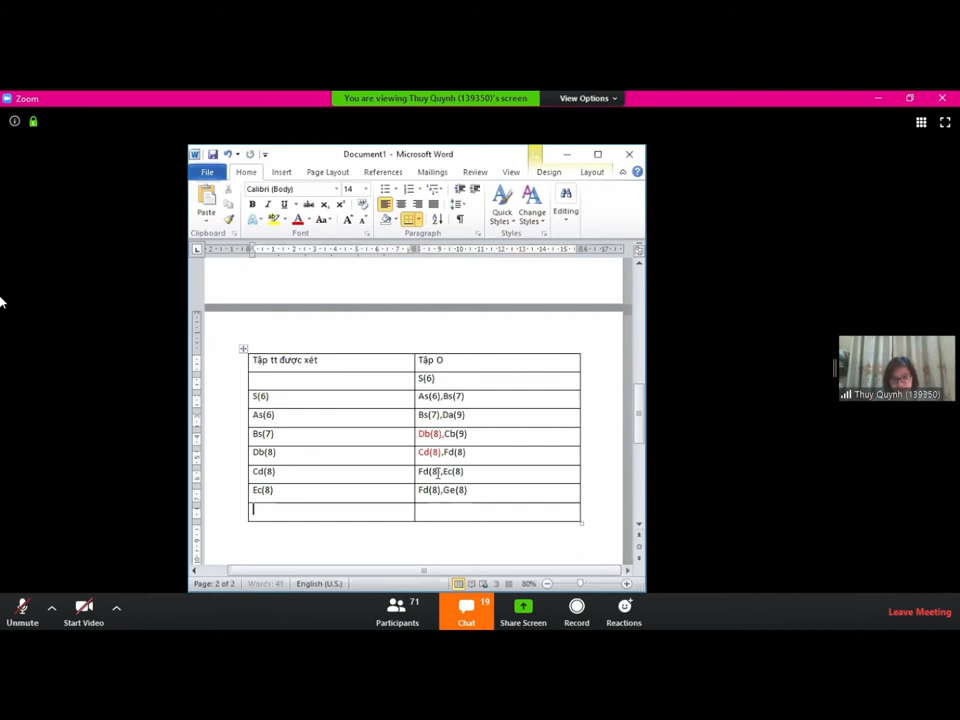 Zoom
You are viewing Thuy Quynh (139350)'s screen
View Options
Document1 - Microsoft Word
File Home Insert Page Layout References Mailings Review View Design Layout
Calibri (Body) 14
Paste
Quick Styles
Change Styles
Editing
Clipboard Font Paragraph Styles
Tập tt được xét Tập O
S(6)
S(6) As(6),Bs(7)
As(6) Bs(7),Da(9)
Bs(7) Db(8),Cb(9)
Db(8) Cd(8),Fd(8)
Cd(8) Fd(8),Ec(8)
Ec(8) Fd(8),Ge(8)
Page: 2 of 2 Words: 41 English (U.S.) 80%
Thuy Quynh (139350)
71 19
Unmute Start Video Participants Chat Share Screen Record Reactions Leave Meeting